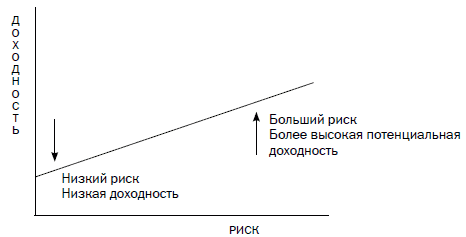 ДОХОДНОСТЬ
Больший риск
Более высокая потенциальная
доходность
Низкий риск
Низкая доходность
РИСК